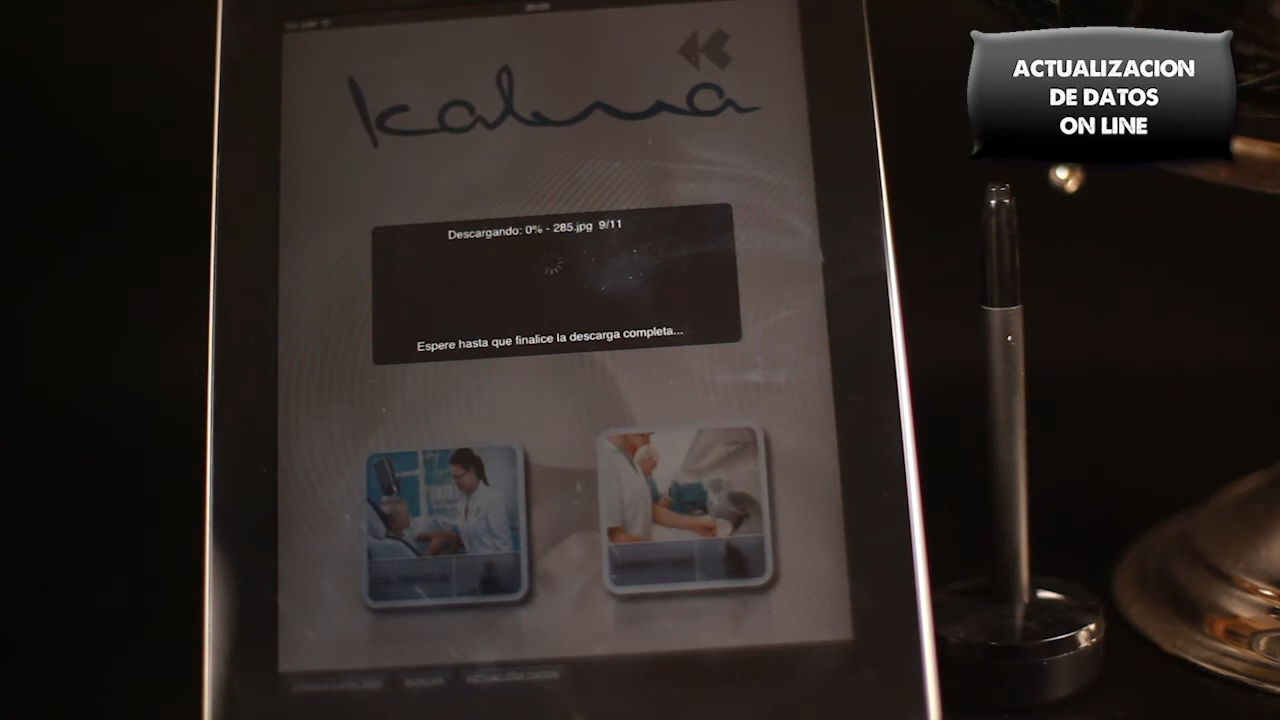 Kalma
ACTUALIZACION
DE DATOS
ON LINE
Descargando: 0% - 285.jpg 9/11
Espere hasta que finalice la descarga completa...